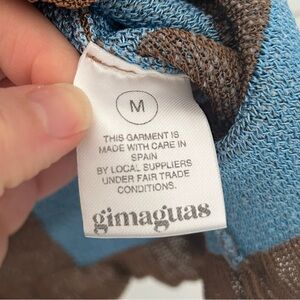 M
THIS GARMENT IS
MADE WITH CARE IN
SPAIN
BY LOCAL SUPPLIERS
UNDER FAIR TRADE
CONDITIONS.
gimaguas